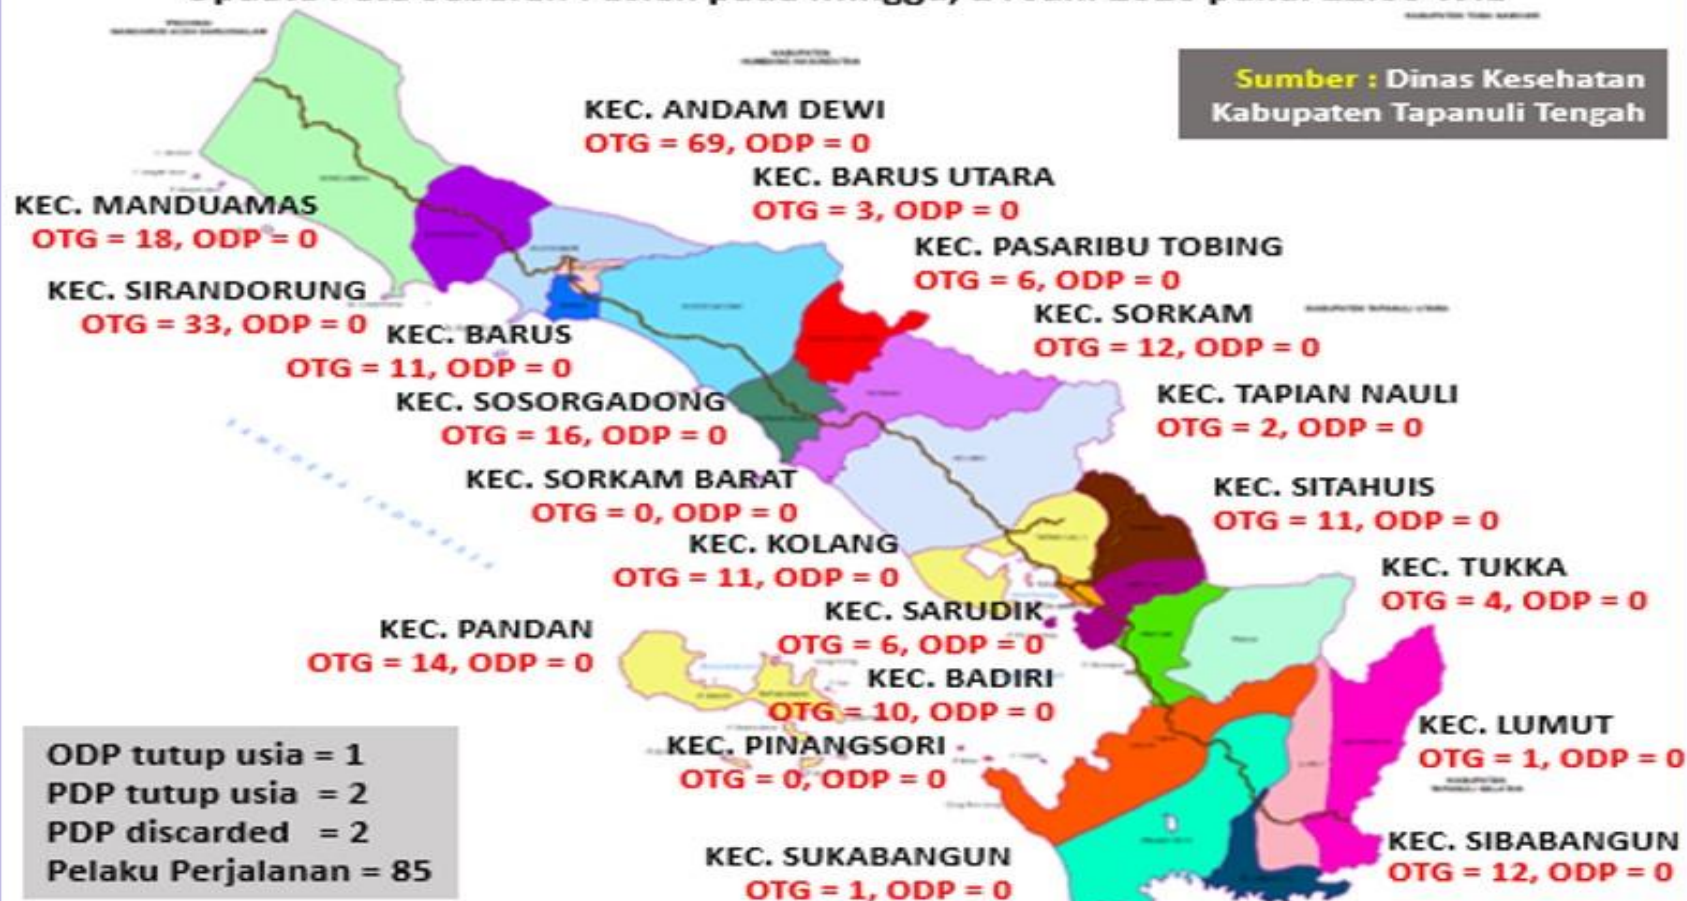 Sumber : Dinas Kesehatan
Kabupaten Tapanuli Tengah
KEC. ANDAM DEWI
OTG = 69, ODP = 0
KEC. BARUS UTARA
OTG = 3, ODP = 0
KEC. MANDUAMAS
OTG = 18, ODP = 0
KEC. PASARIBU TOBING
OTG = 6, ODP = 0
KEC. SIRANDORUNG
OTG = 33, ODP = 0
KEC. SORKAM
OTG = 12, ODP = 0
KEC. BARUS
OTG = 11, ODP = 0
KEC. SOSORGADONG
OTG = 16, ODP = 0
KEC. TAPIAN NAULI
OTG = 2, ODP = 0
KEC. SORKAM BARAT
OTG = 0, ODP = 0
KEC. SITAHUIS
OTG = 11, ODP = 0
KEC. KOLANG
OTG = 11, ODP = 0
KEC. TUKKA
OTG = 4, ODP = 0
KEC. SARUDIK
OTG = 6, ODP = 0
KEC. PANDAN
OTG = 14, ODP = 0
KEC. BADIRI
OTG = 10, ODP = 0
KEC. PINANGSORI
OTG = 0, ODP = 0
KEC. LUMUT
OTG = 1, ODP = 0
KEC. SUKABANGUN
OTG = 1, ODP = 0
KEC. SIBABANGUN
OTG = 12, ODP = 0
ODP tutup usia = 1
PDP tutup usia = 2
PDP discarded = 2
Pelaku Perjalanan = 85